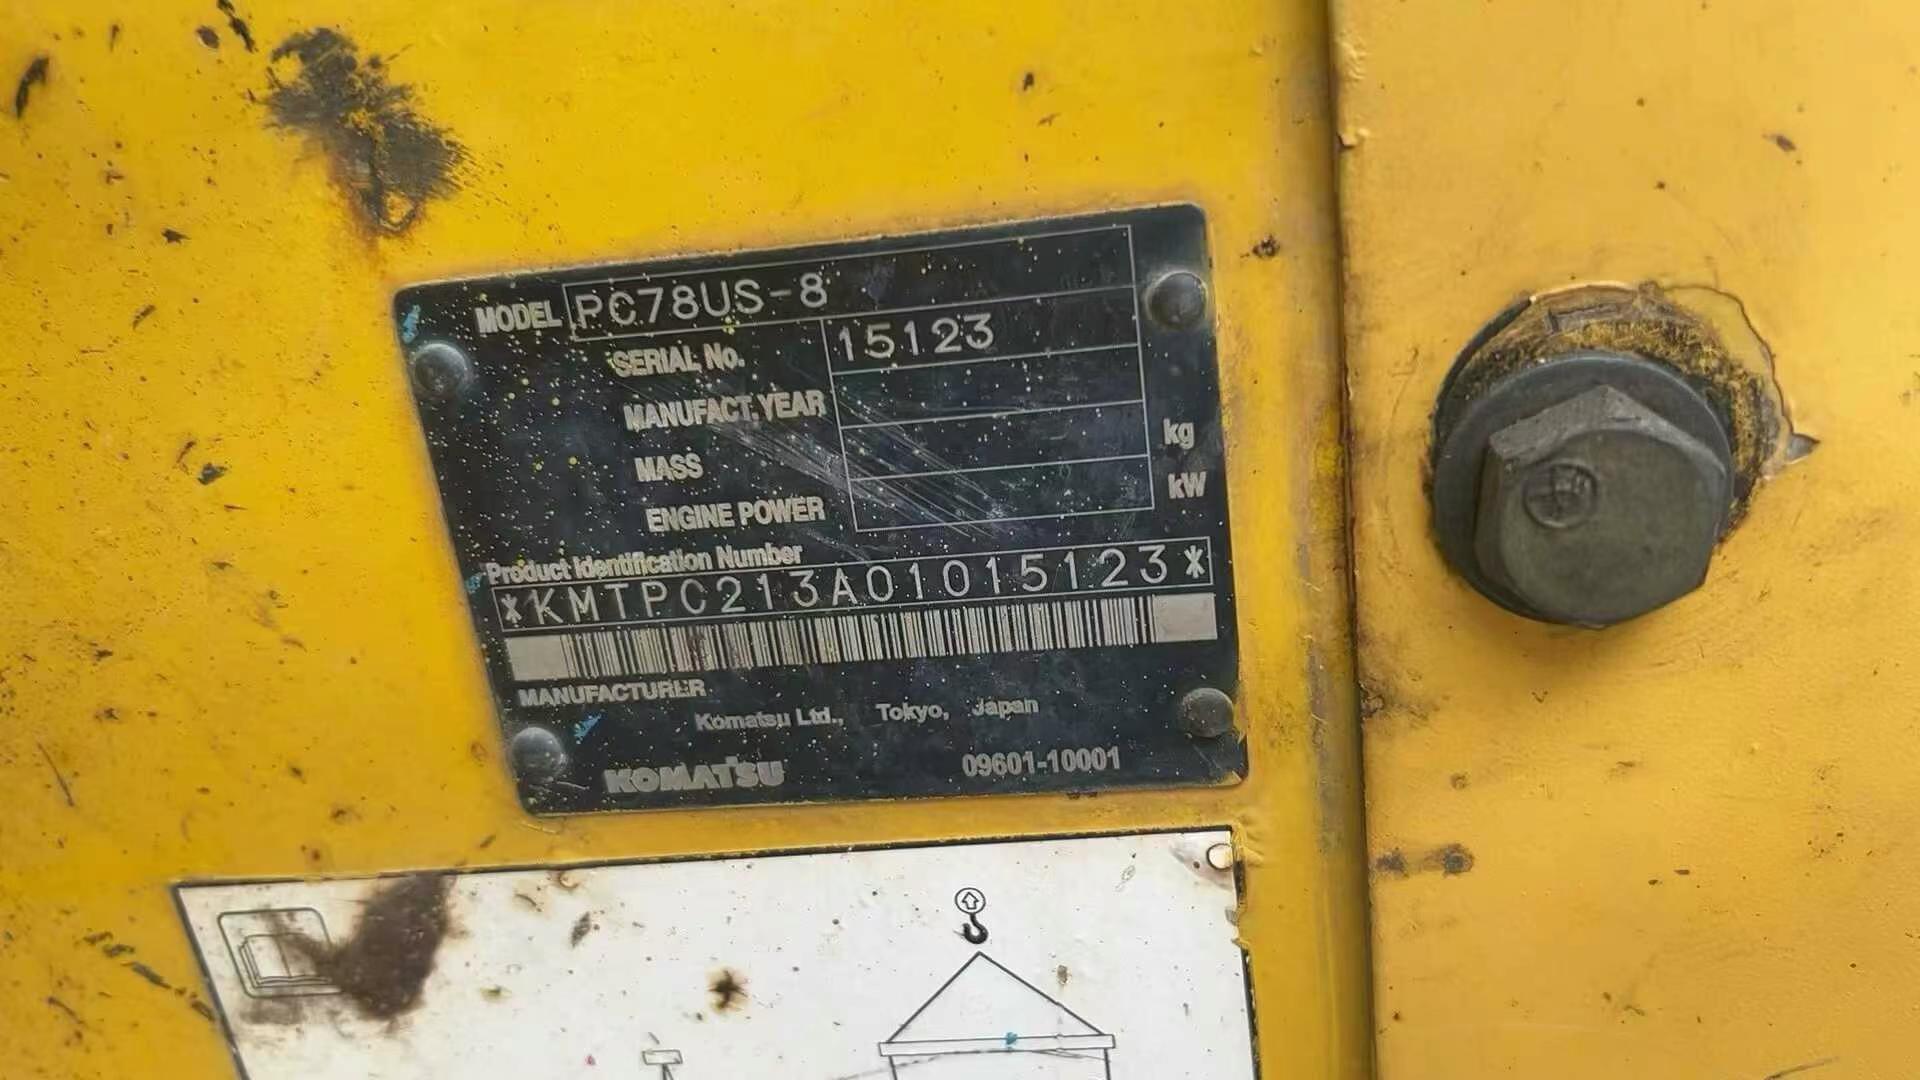 MODEL PC78US-8
SERIAL No. 15123
MANUFACT. YEAR
MASS kg
ENGINE POWER kW
Product Identification Number
*KMTPC213A01015123*
MANUFACTURER
Komatsu Ltd., Tokyo, Japan
KOMATSU 09601-10001